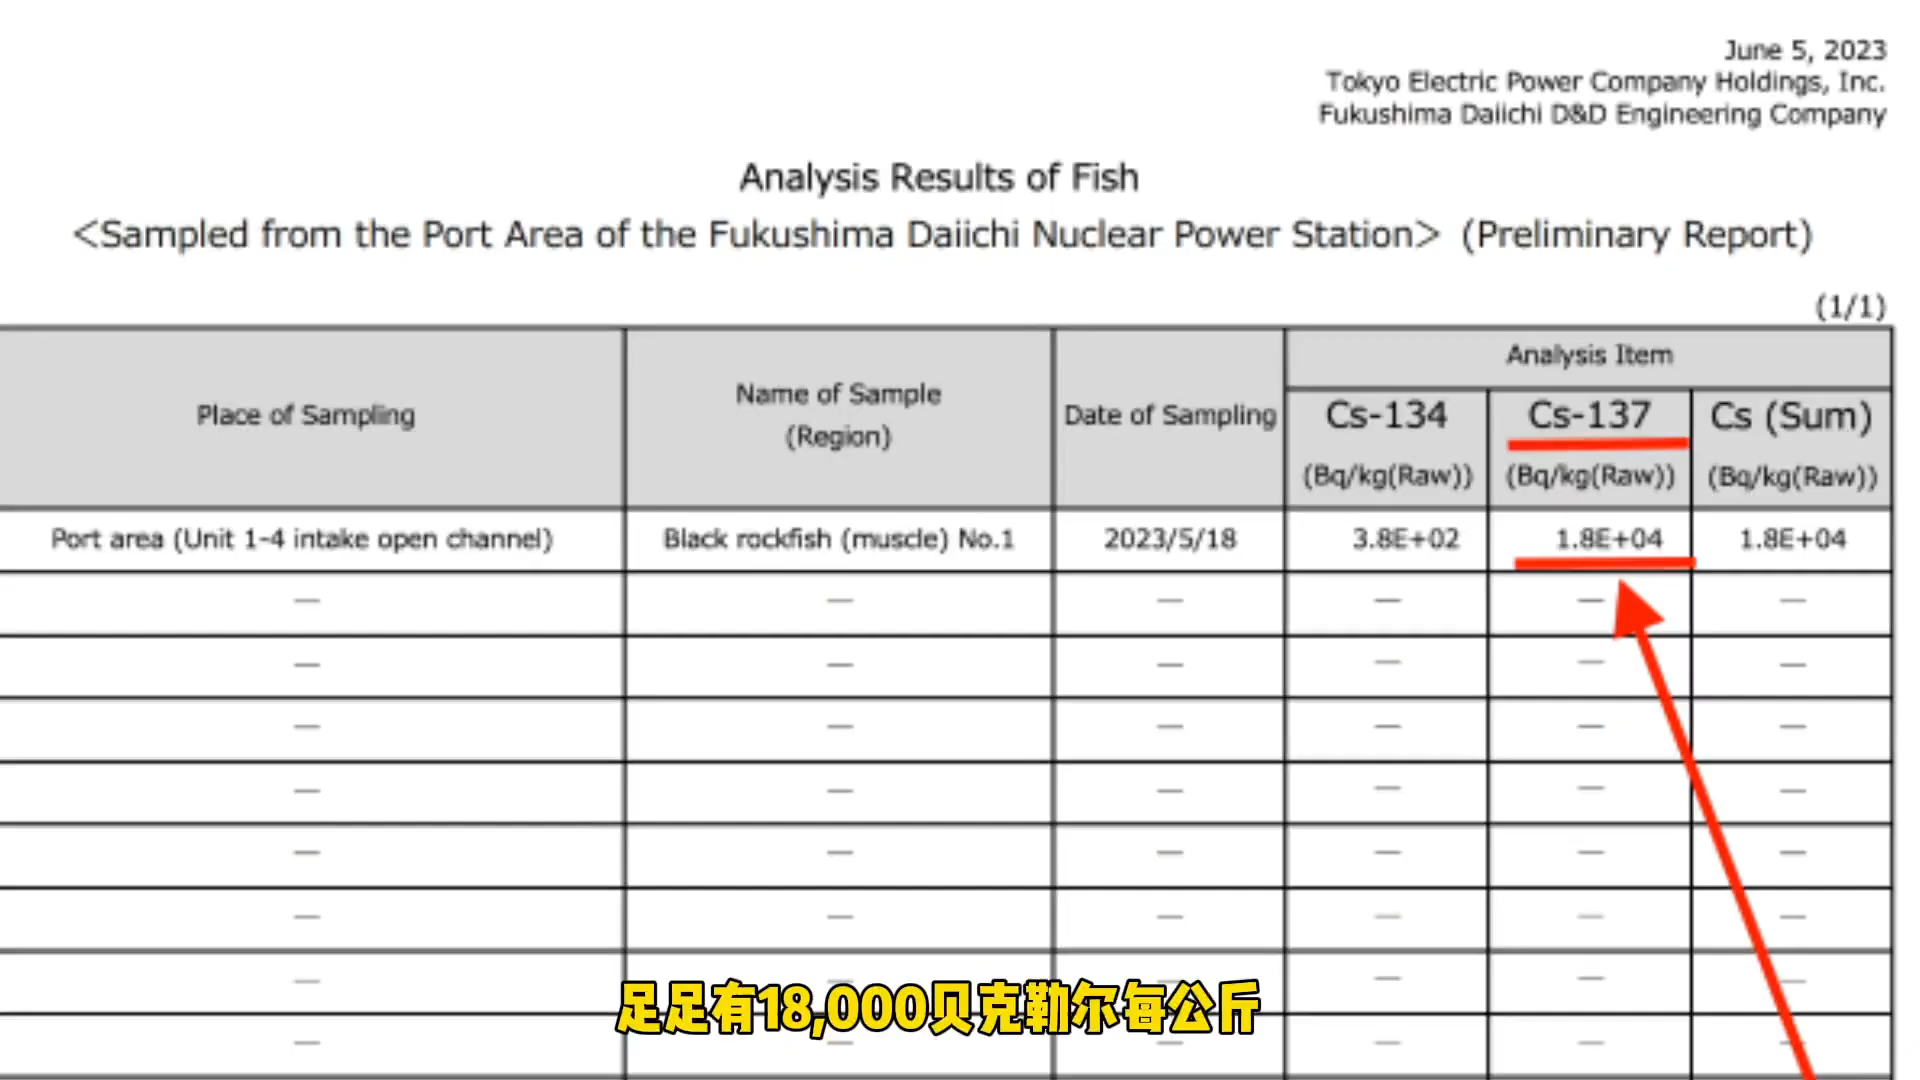 June 5, 2023
Tokyo Electric Power Company Holdings, Inc.
Fukushima Daiichi D&D Engineering Company
Analysis Results of Fish
<Sampled from the Port Area of the Fukushima Daiichi Nuclear Power Station> (Preliminary Report)
(1/1)
Place of Sampling
Name of Sample
(Region)
Date of Sampling
Analysis Item
Cs-134
(Bq/kg(Raw))
Cs-137
(Bq/kg(Raw))
Cs (Sum)
(Bq/kg(Raw))
Port area (Unit 1-4 intake open channel) Black rockfish (muscle) No.1 2023/5/18 3.8E+02 1.8E+04 1.8E+04
— — — — — —
— — — — — —
— — — — — —
— — — — — —
— — — — — —
— — — — — —
— — — — — —
足足有18,000贝克勒尔每公斤
— — — — — —